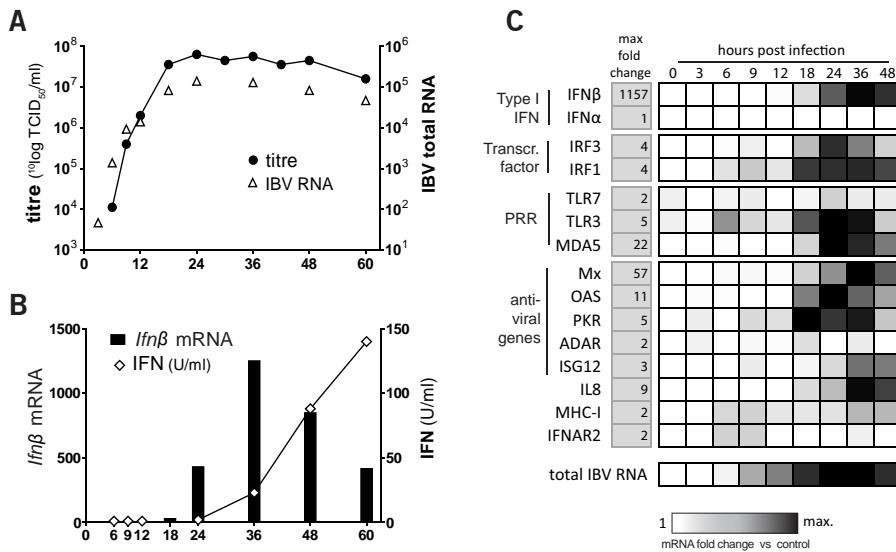 A
titre (¹⁰log TCID₅₀/ml)
10⁸
10⁷
10⁶
10⁵
10⁴
10³
0 12 24 36 48 60
titre
IBV RNA
10⁶
10⁵
10⁴
10³
10²
10¹
IBV total RNA
B
Ifnβ mRNA
1500
1000
500
0
6 9 12 18 24 36 48 60
Ifnβ mRNA
IFN (U/ml)
150
100
50
0
IFN (U/ml)
C
max fold change
hours post infection
0 3 6 9 12 18 24 36 48
Type I IFN
IFNβ 1157
IFNα 1
Transcr. factor
IRF3 4
IRF1 4
PRR
TLR7 2
TLR3 5
MDA5 22
anti-viral genes
Mx 57
OAS 11
PKR 5
ADAR 2
ISG12 3
IL8 9
MHC-I 2
IFNAR2 2
total IBV RNA
1 max.
mRNA fold change vs control